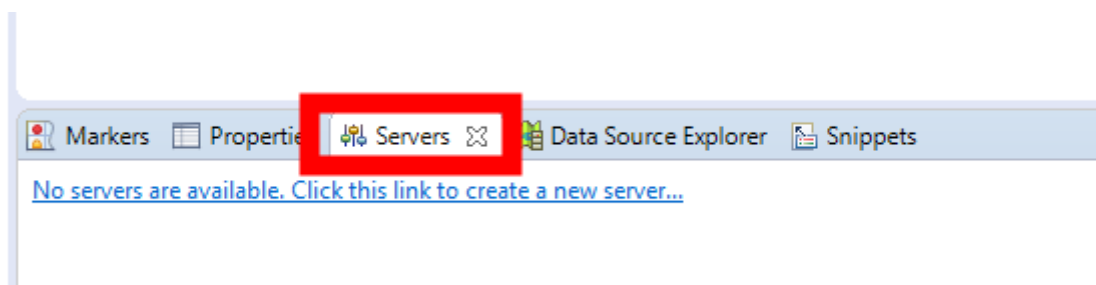 Markers Propertie Servers Data Source Explorer Snippets
No servers are available. Click this link to create a new server...